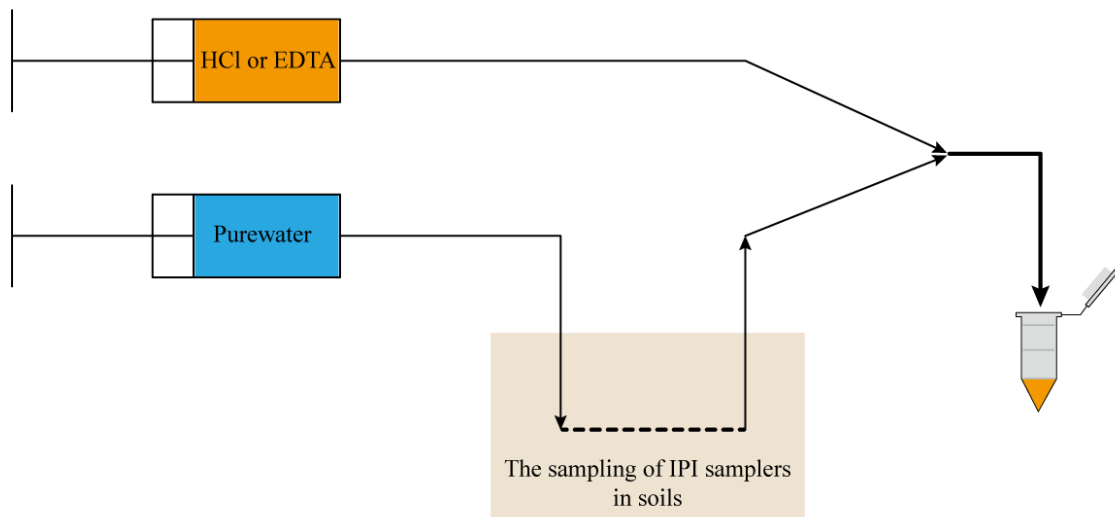 HCl or EDTA
Purewater
The sampling of IPI samplers
in soils